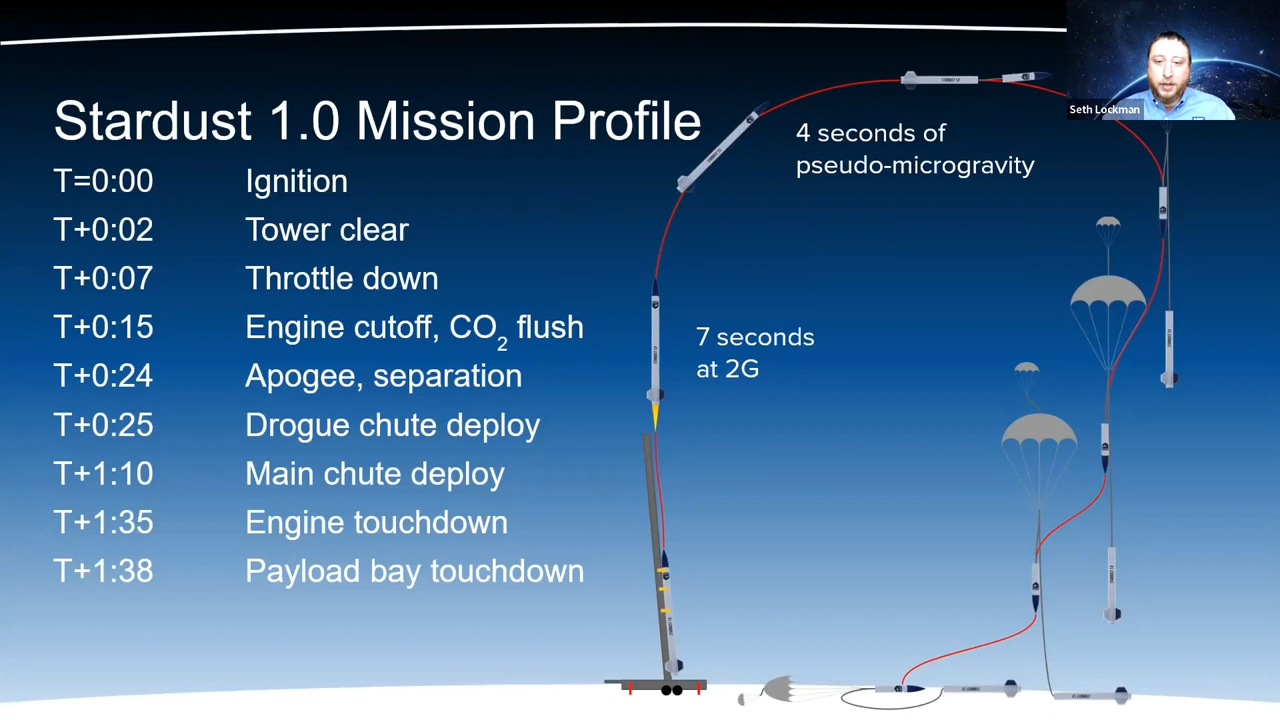 Stardust 1.0 Mission Profile
T=0:00 Ignition
T+0:02 Tower clear
T+0:07 Throttle down
T+0:15 Engine cutoff, CO2 flush
T+0:24 Apogee, separation
T+0:25 Drogue chute deploy
T+1:10 Main chute deploy
T+1:35 Engine touchdown
T+1:38 Payload bay touchdown
4 seconds of
pseudo-microgravity
7 seconds
at 2G
Seth Lockman